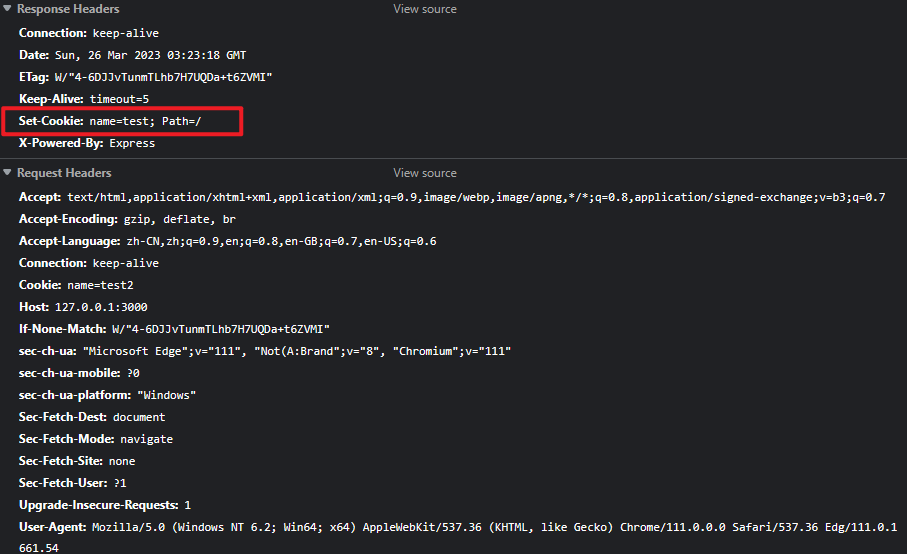 Response Headers View source
Connection: keep-alive
Date: Sun, 26 Mar 2023 03:23:18 GMT
ETag: W/"4-6DJJvTunmTLhb7H7UQDa+t6ZVMI"
Keep-Alive: timeout=5
Set-Cookie: name=test; Path=/
X-Powered-By: Express
Request Headers View source
Accept: text/html,application/xhtml+xml,application/xml;q=0.9,image/webp,image/apng,*/*;q=0.8,application/signed-exchange;v=b3;q=0.7
Accept-Encoding: gzip, deflate, br
Accept-Language: zh-CN,zh;q=0.9,en;q=0.8,en-GB;q=0.7,en-US;q=0.6
Connection: keep-alive
Cookie: name=test2
Host: 127.0.0.1:3000
If-None-Match: W/"4-6DJJvTunmTLhb7H7UQDa+t6ZVMI"
sec-ch-ua: "Microsoft Edge";v="111", "Not(A:Brand";v="8", "Chromium";v="111"
sec-ch-ua-mobile: ?0
sec-ch-ua-platform: "Windows"
Sec-Fetch-Dest: document
Sec-Fetch-Mode: navigate
Sec-Fetch-Site: none
Sec-Fetch-User: ?1
Upgrade-Insecure-Requests: 1
User-Agent: Mozilla/5.0 (Windows NT 6.2; Win64; x64) AppleWebKit/537.36 (KHTML, like Gecko) Chrome/111.0.0.0 Safari/537.36 Edg/111.0.1
661.54